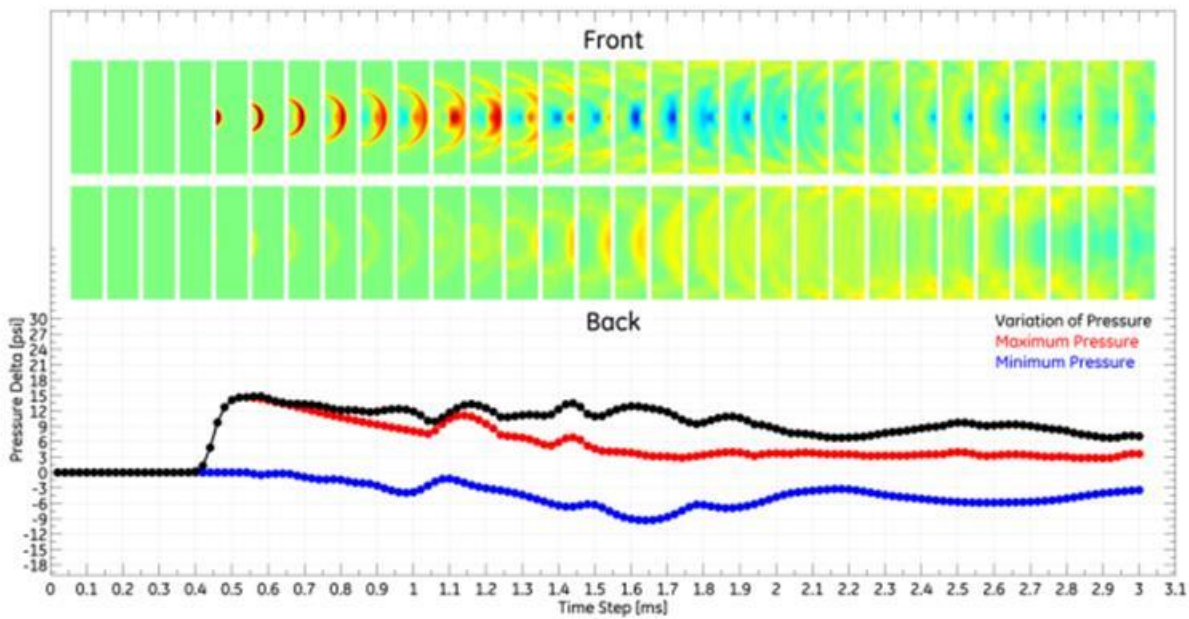 Front
Back
Variation of Pressure
Maximum Pressure
Minimum Pressure
Pressure Delta [psi]
30
27
24
21
18
15
12
9
6
3
0
-3
-6
-9
-12
-15
-18
0 0.1 0.2 0.3 0.4 0.5 0.6 0.7 0.8 0.9 1 1.1 1.2 1.3 1.4 1.5 1.6 1.7 1.8 1.9 2 2.1 2.2 2.3 2.4 2.5 2.6 2.7 2.8 2.9 3 3.1
Time Step [ms]